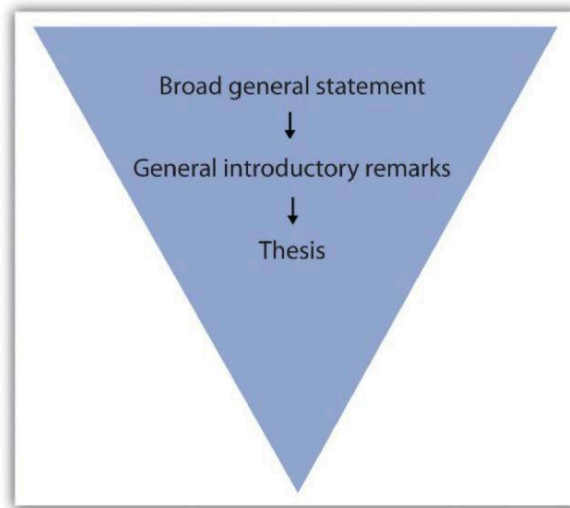 Broad general statement
↓
General introductory remarks
↓
Thesis